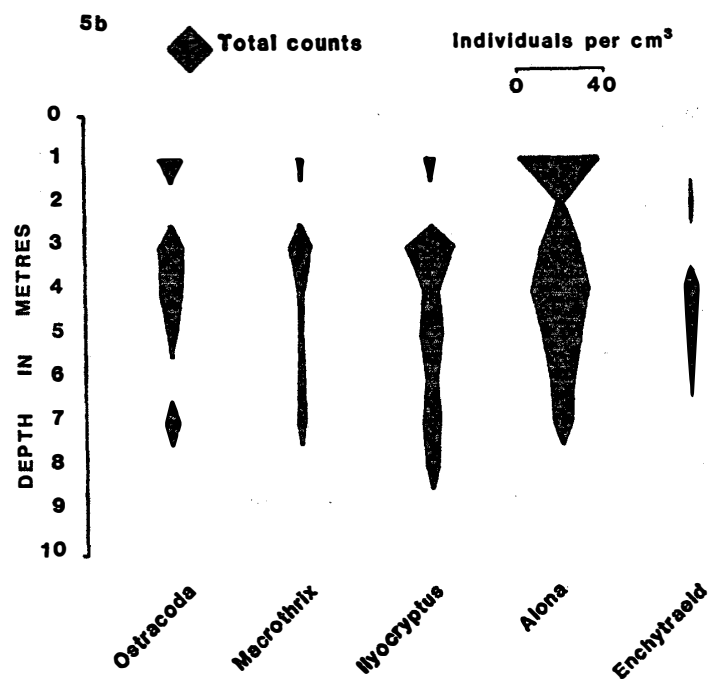 5b
Total counts
Individuals per cm³
0 40
DEPTH IN METRES
0
1
2
3
4
5
6
7
8
9
10
Ostracoda
Macrothrix
Ilyocryptus
Alona
Enchytraeid